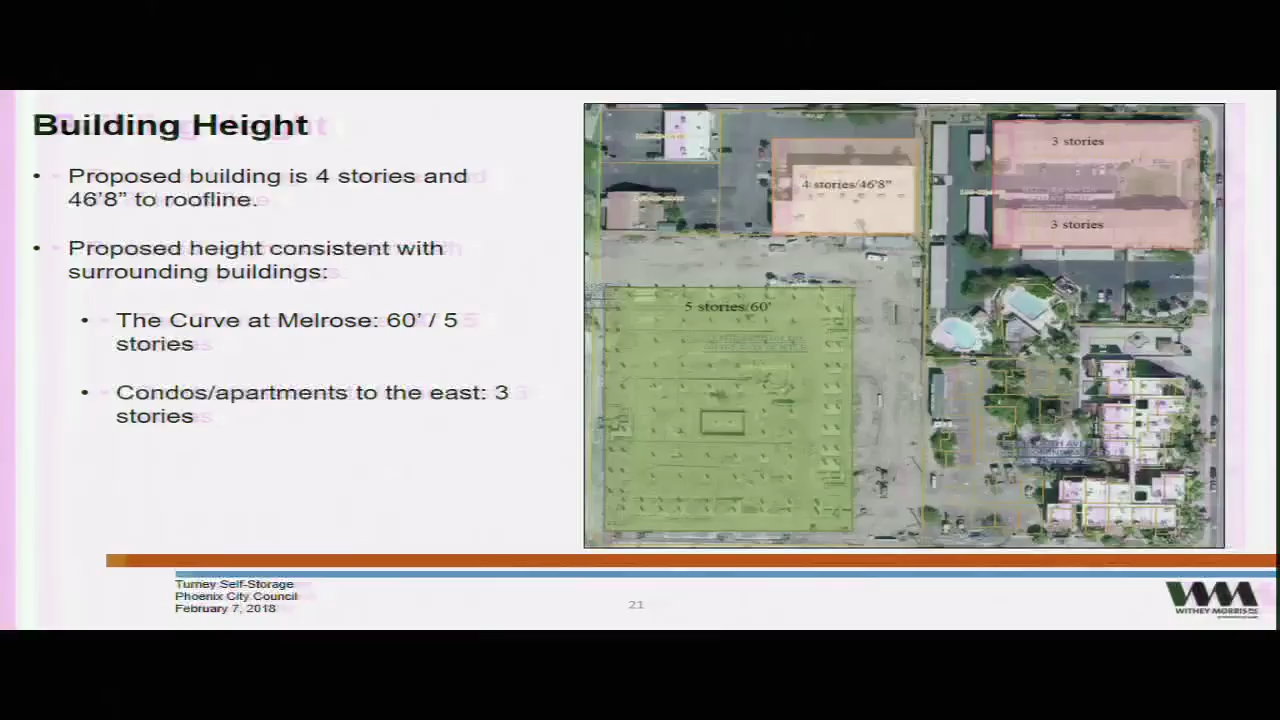 Building Height
• Proposed building is 4 stories and
46’8” to roofline.
• Proposed height consistent with
surrounding buildings:
• The Curve at Melrose: 60’ / 5
stories
• Condos/apartments to the east: 3
stories
3 stories
4 stories/46'8"
3 stories
5 stories/60'
Turney Self-Storage
Phoenix City Council
February 7, 2018
21
WITHEY MORRIS